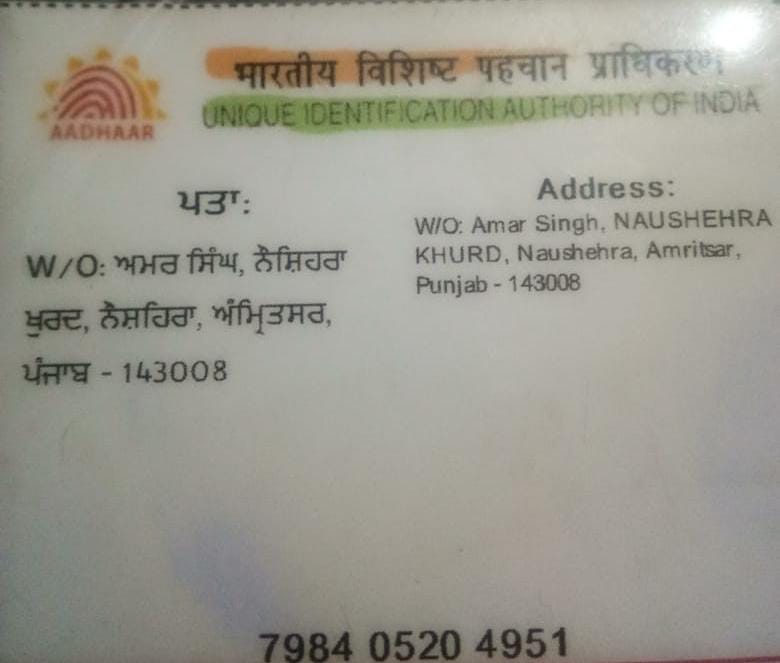 भारतीय विशिष्ट पहचान प्राधिकरण
UNIQUE IDENTIFICATION AUTHORITY OF INDIA
AADHAAR
ਪਤਾ:
W/O: ਅਮਰ ਸਿੰਘ, ਨੌਸ਼ਿਹਰਾ
ਖੁਰਦ, ਨੌਸ਼ਹਿਰਾ, ਅੰਮ੍ਰਿਤਸਰ,
ਪੰਜਾਬ - 143008
Address:
W/O: Amar Singh, NAUSHEHRA
KHURD, Naushehra, Amritsar,
Punjab - 143008
7984 0520 4951